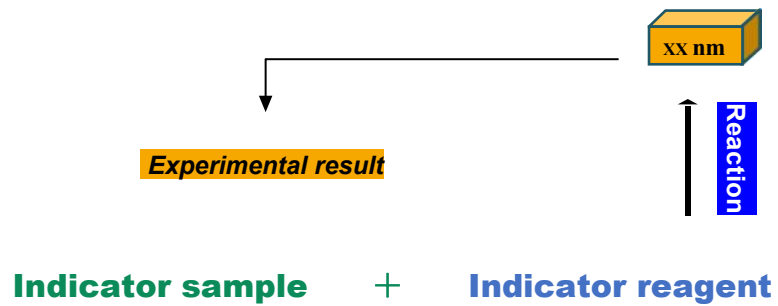 xx nm
Reaction
Experimental result
Indicator sample + Indicator reagent